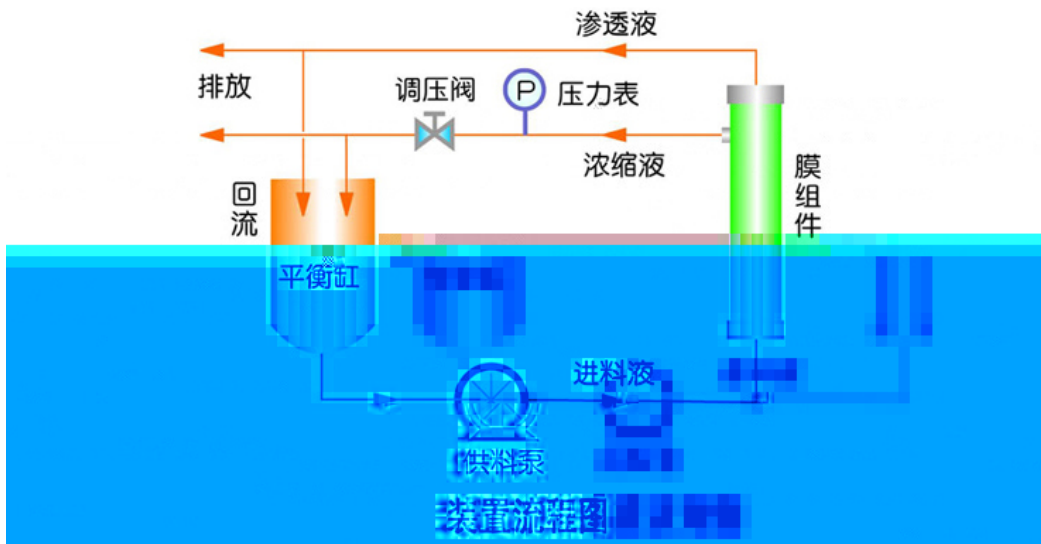 渗透液
排放
调压阀
P
压力表
浓缩液
回流
膜组件
平衡缸
进料液
供料泵
装置流程图